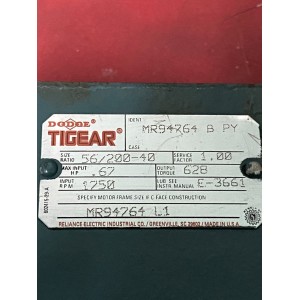 DODGE
TIGEAR
IDENT
MR94764 B PY
CASE
SIZE RATIO 56/200-40 SERVICE FACTOR 1.00
MAX INPUT HP .67 OUTPUT TORQUE 628
INPUT RPM 1750 LUB SEE INSTR MANUAL E-3661
SPECIFY MOTOR FRAME SIZE IF C FACE CONSTRUCTION
MR94764 L1
RELIANCE ELECTRIC INDUSTRIAL CO./ GREENVILLE, SC 29602 / MADE IN U.S.A.